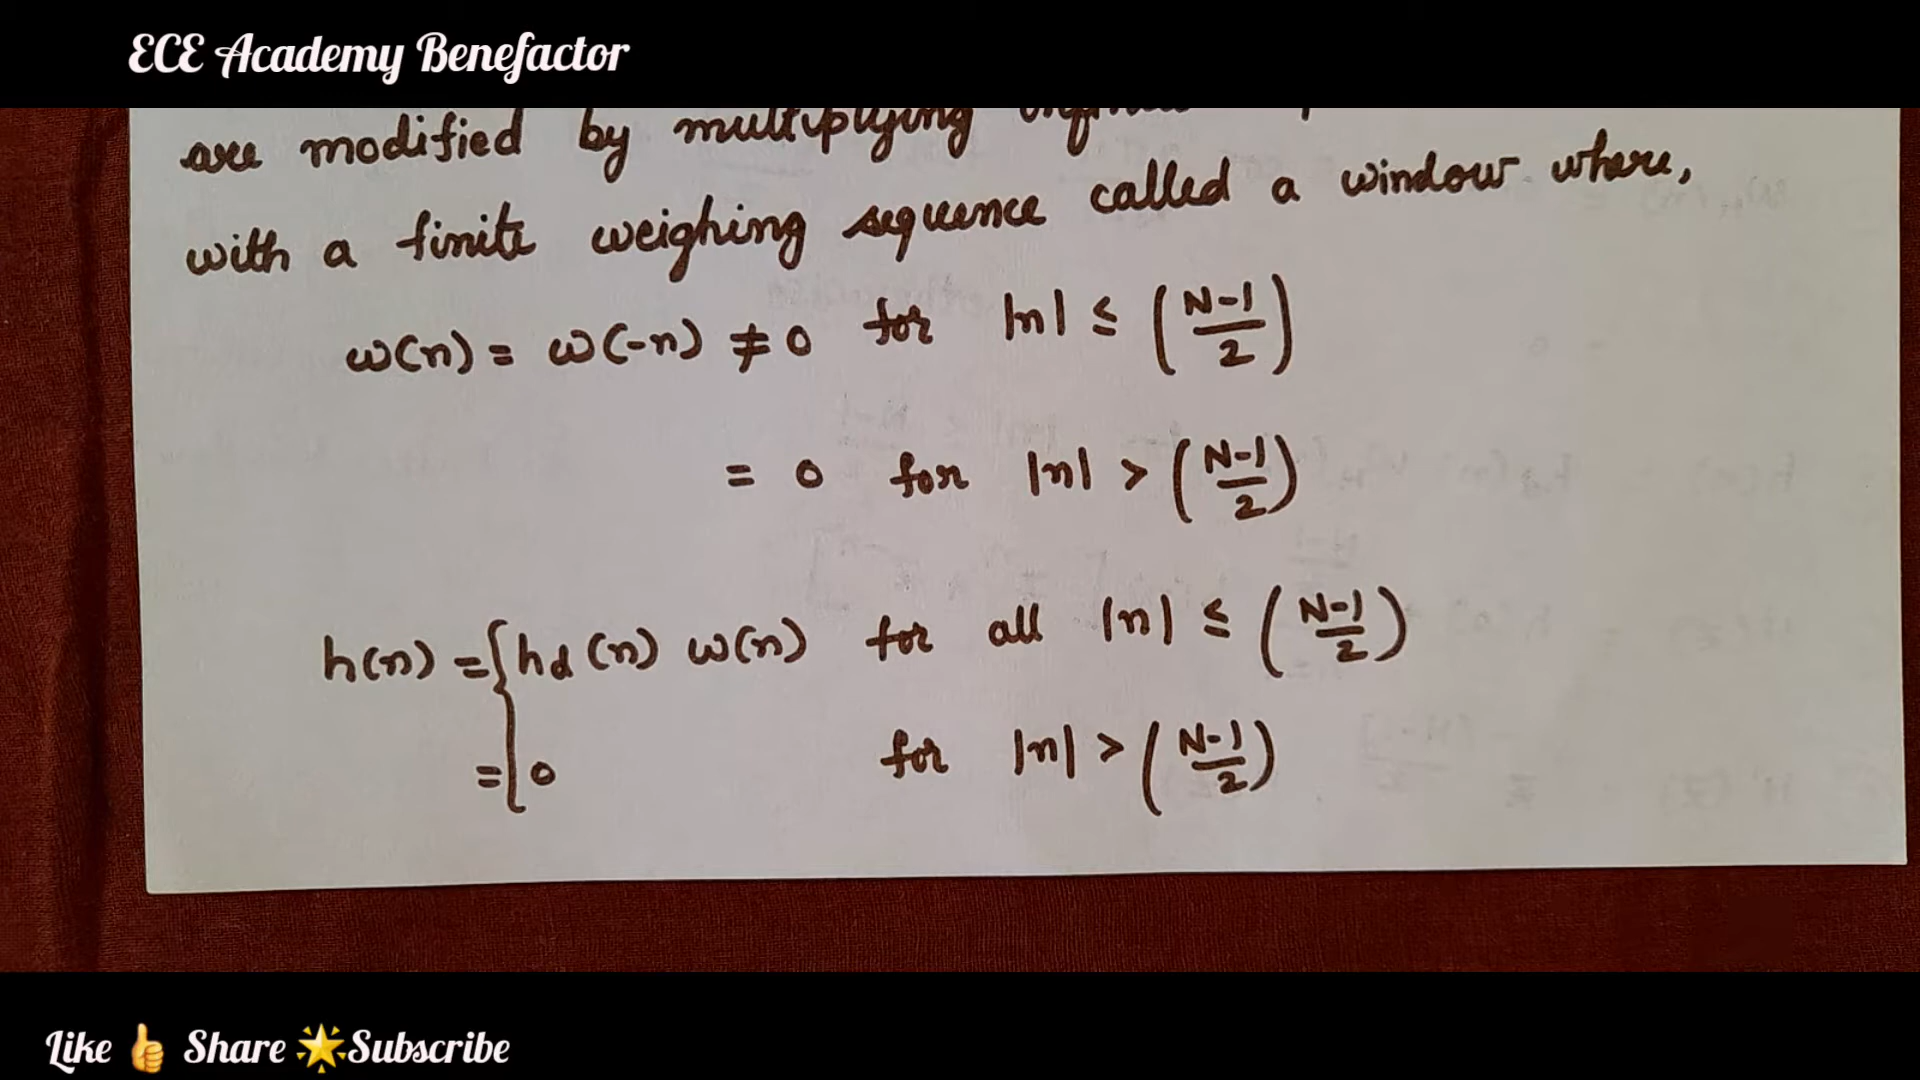 ECE Academy Benefactor
are modified by multiplying
with a finite weighing sequence called a window where,
w(n) = w(-n) ≠ 0 for |n| ≤ (N-1/2)
= 0 for |n| > (N-1/2)
h(n) = { hd(n) w(n) for all |n| ≤ (N-1/2)
= { 0 for |n| > (N-1/2)
Like 👍 Share 🌟Subscribe